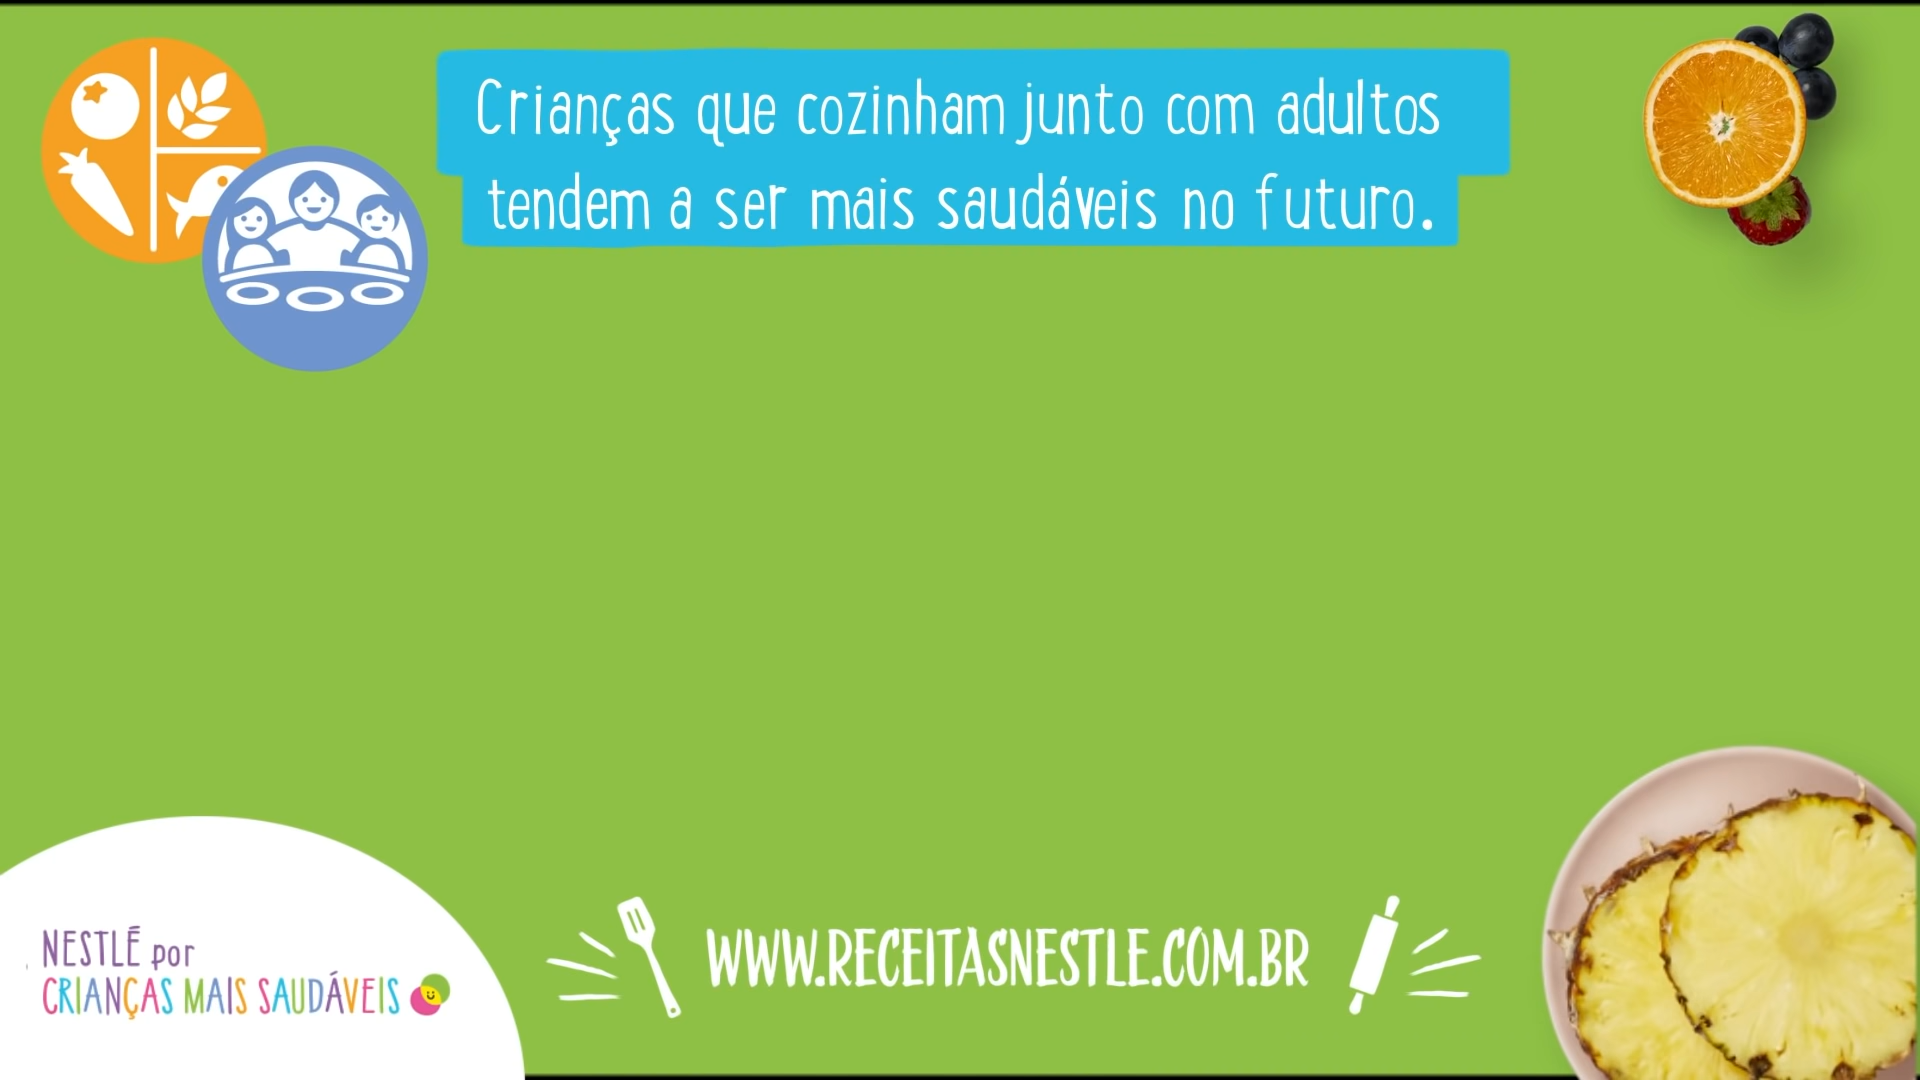 Crianças que cozinham junto com adultos
tendem a ser mais saudáveis no futuro.
WWW.RECEITASNESTLE.COM.BR
NESTLÉ por
CRIANÇAS MAIS SAUDÁVEIS